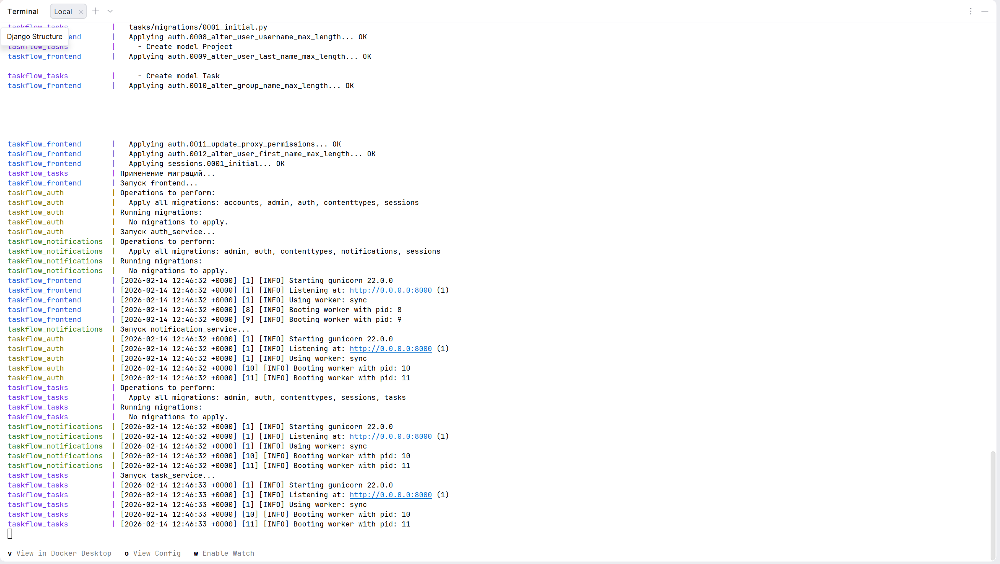 Terminal Local
taskflow_tasks | tasks/migrations/0001_initial.py
Django Structure
end | Applying auth.0008_alter_user_username_max_length... OK
taskflow_tasks | - Create model Project
taskflow_frontend | Applying auth.0009_alter_user_last_name_max_length... OK
taskflow_tasks | - Create model Task
taskflow_frontend | Applying auth.0010_alter_group_name_max_length... OK
taskflow_frontend | Applying auth.0011_update_proxy_permissions... OK
taskflow_frontend | Applying auth.0012_alter_user_first_name_max_length... OK
taskflow_frontend | Applying sessions.0001_initial... OK
taskflow_tasks | Применение миграций...
taskflow_frontend | Запуск frontend...
taskflow_auth | Operations to perform:
taskflow_auth | Apply all migrations: accounts, admin, auth, contenttypes, sessions
taskflow_auth | Running migrations:
taskflow_auth | No migrations to apply.
taskflow_auth | Запуск auth_service...
taskflow_notifications | Operations to perform:
taskflow_notifications | Apply all migrations: admin, auth, contenttypes, notifications, sessions
taskflow_notifications | Running migrations:
taskflow_notifications | No migrations to apply.
taskflow_frontend | [2026-02-14 12:46:32 +0000] [1] [INFO] Starting gunicorn 22.0.0
taskflow_frontend | [2026-02-14 12:46:32 +0000] [1] [INFO] Listening at: http://0.0.0.0:8000 (1)
taskflow_frontend | [2026-02-14 12:46:32 +0000] [1] [INFO] Using worker: sync
taskflow_frontend | [2026-02-14 12:46:32 +0000] [8] [INFO] Booting worker with pid: 8
taskflow_frontend | [2026-02-14 12:46:32 +0000] [9] [INFO] Booting worker with pid: 9
taskflow_notifications | Запуск notification_service...
taskflow_auth | [2026-02-14 12:46:32 +0000] [1] [INFO] Starting gunicorn 22.0.0
taskflow_auth | [2026-02-14 12:46:32 +0000] [1] [INFO] Listening at: http://0.0.0.0:8000 (1)
taskflow_auth | [2026-02-14 12:46:32 +0000] [1] [INFO] Using worker: sync
taskflow_auth | [2026-02-14 12:46:32 +0000] [10] [INFO] Booting worker with pid: 10
taskflow_auth | [2026-02-14 12:46:32 +0000] [11] [INFO] Booting worker with pid: 11
taskflow_tasks | Operations to perform:
taskflow_tasks | Apply all migrations: admin, auth, contenttypes, sessions, tasks
taskflow_tasks | Running migrations:
taskflow_tasks | No migrations to apply.
taskflow_notifications | [2026-02-14 12:46:32 +0000] [1] [INFO] Starting gunicorn 22.0.0
taskflow_notifications | [2026-02-14 12:46:32 +0000] [1] [INFO] Listening at: http://0.0.0.0:8000 (1)
taskflow_notifications | [2026-02-14 12:46:32 +0000] [1] [INFO] Using worker: sync
taskflow_notifications | [2026-02-14 12:46:32 +0000] [10] [INFO] Booting worker with pid: 10
taskflow_notifications | [2026-02-14 12:46:32 +0000] [11] [INFO] Booting worker with pid: 11
taskflow_tasks | Запуск task_service...
taskflow_tasks | [2026-02-14 12:46:33 +0000] [1] [INFO] Starting gunicorn 22.0.0
taskflow_tasks | [2026-02-14 12:46:33 +0000] [1] [INFO] Listening at: http://0.0.0.0:8000 (1)
taskflow_tasks | [2026-02-14 12:46:33 +0000] [1] [INFO] Using worker: sync
taskflow_tasks | [2026-02-14 12:46:33 +0000] [10] [INFO] Booting worker with pid: 10
taskflow_tasks | [2026-02-14 12:46:33 +0000] [11] [INFO] Booting worker with pid: 11
v View in Docker Desktop o View Config w Enable Watch